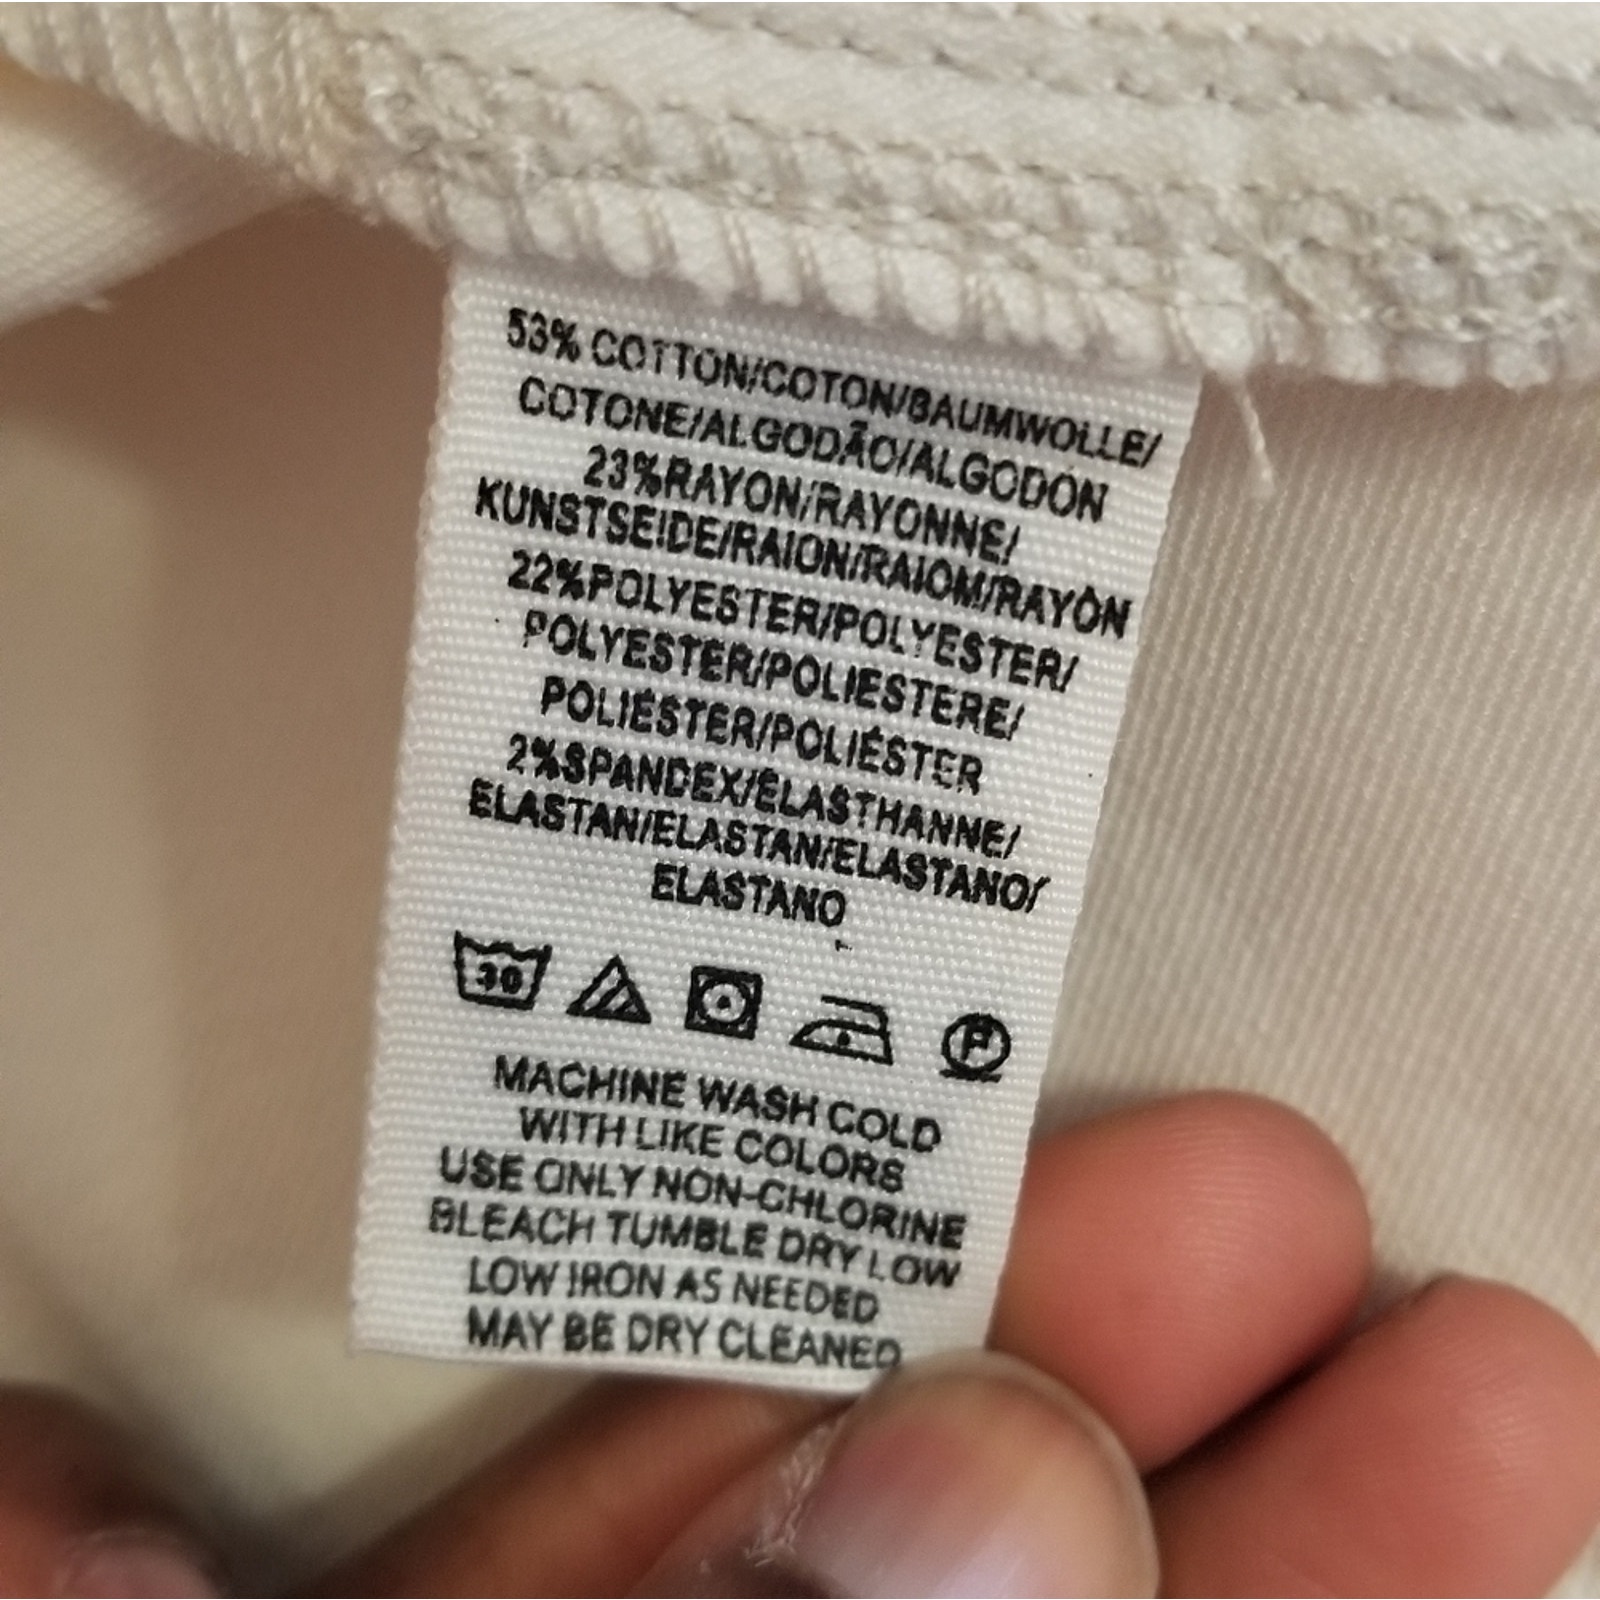 53% COTTON/COTON/BAUMWOLLE/
COTONE/ALGODÃO/ALGODÓN
23%RAYON/RAYONNE/
KUNSTSEIDE/RAION/RAIOM/RAYÓN
22%POLYESTER/POLYESTER/
POLYESTER/POLIESTERE/
POLIÉSTER/POLIÉSTER
2%SPANDEX/ÉLASTHANNE/
ELASTAN/ELASTAN/ELASTANO/
ELASTANO
30 P
MACHINE WASH COLD
WITH LIKE COLORS
USE ONLY NON-CHLORINE
BLEACH TUMBLE DRY LOW
LOW IRON AS NEEDED
MAY BE DRY CLEANED